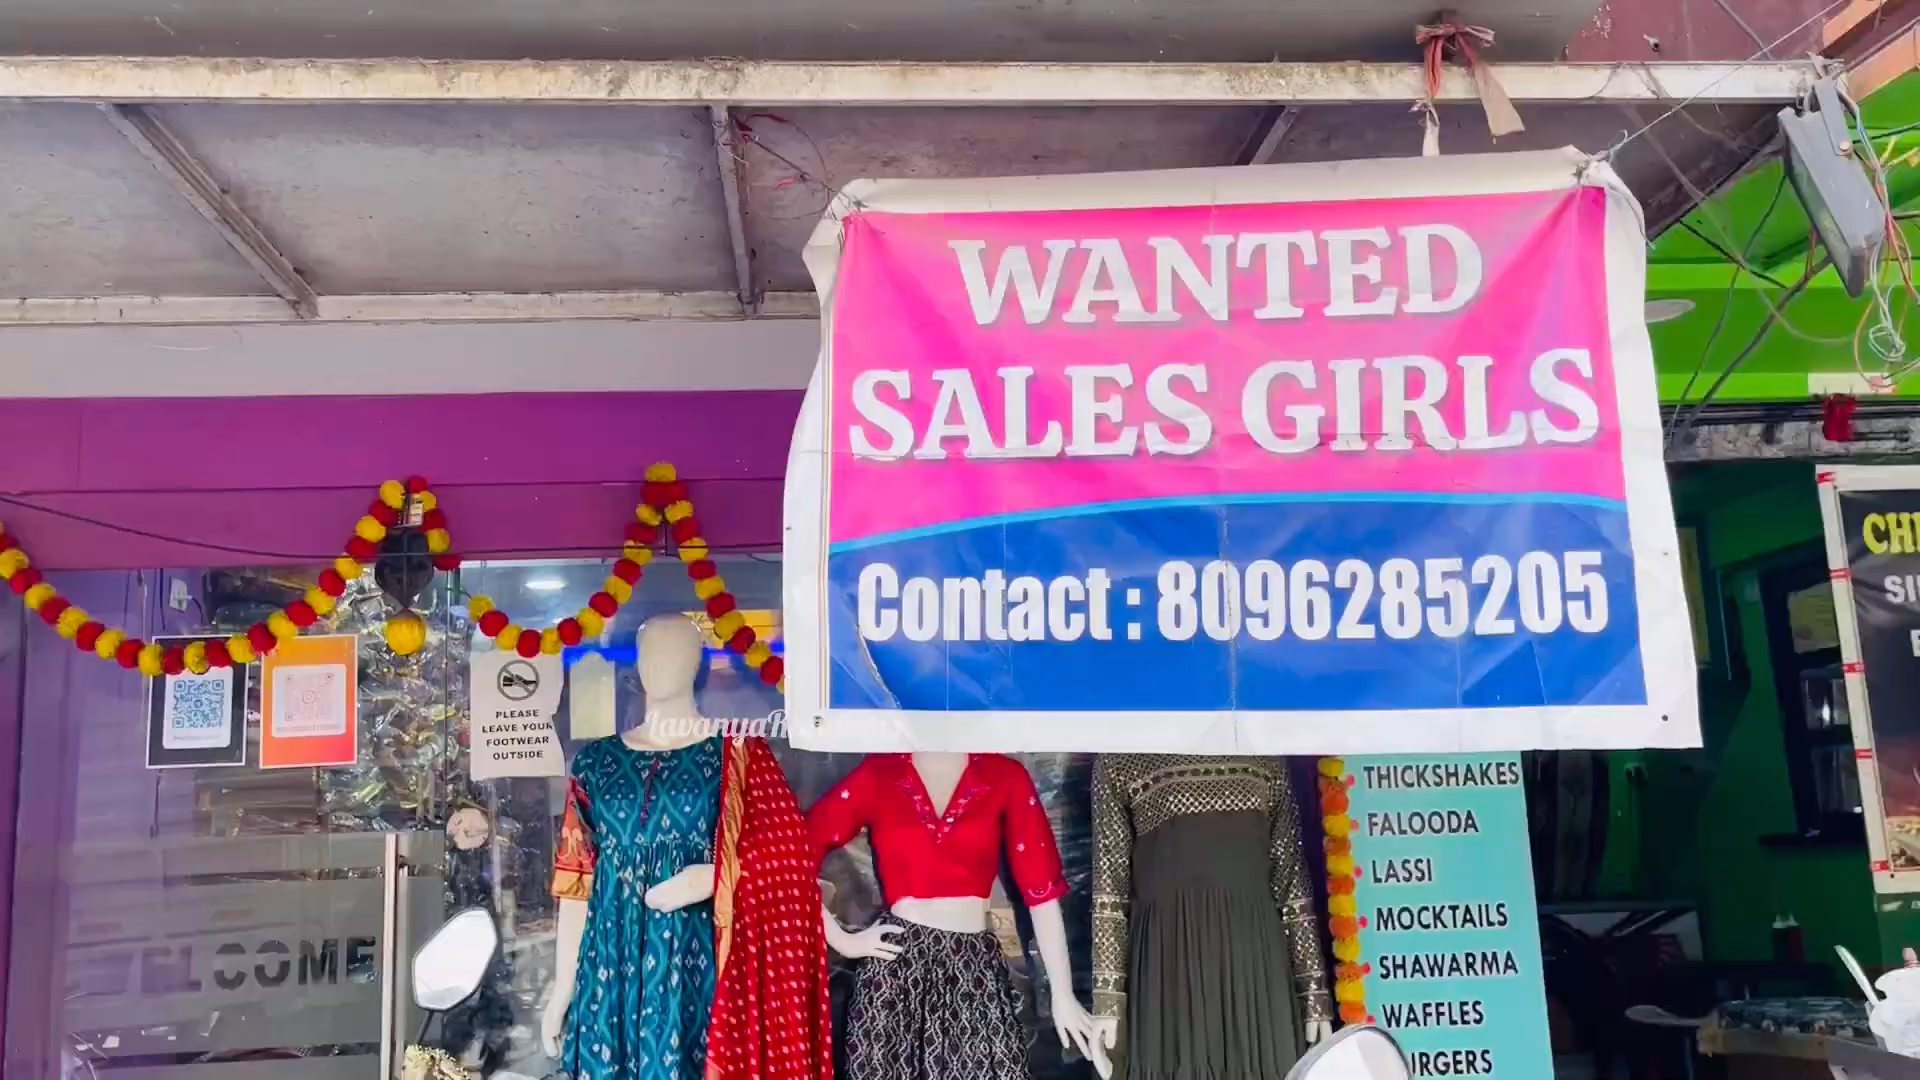 WANTED
SALES GIRLS
Contact : 8096285205
PLEASE
LEAVE YOUR
FOOTWEAR
OUTSIDE
THICKSHAKES
FALOODA
LASSI
MOCKTAILS
SHAWARMA
WAFFLES